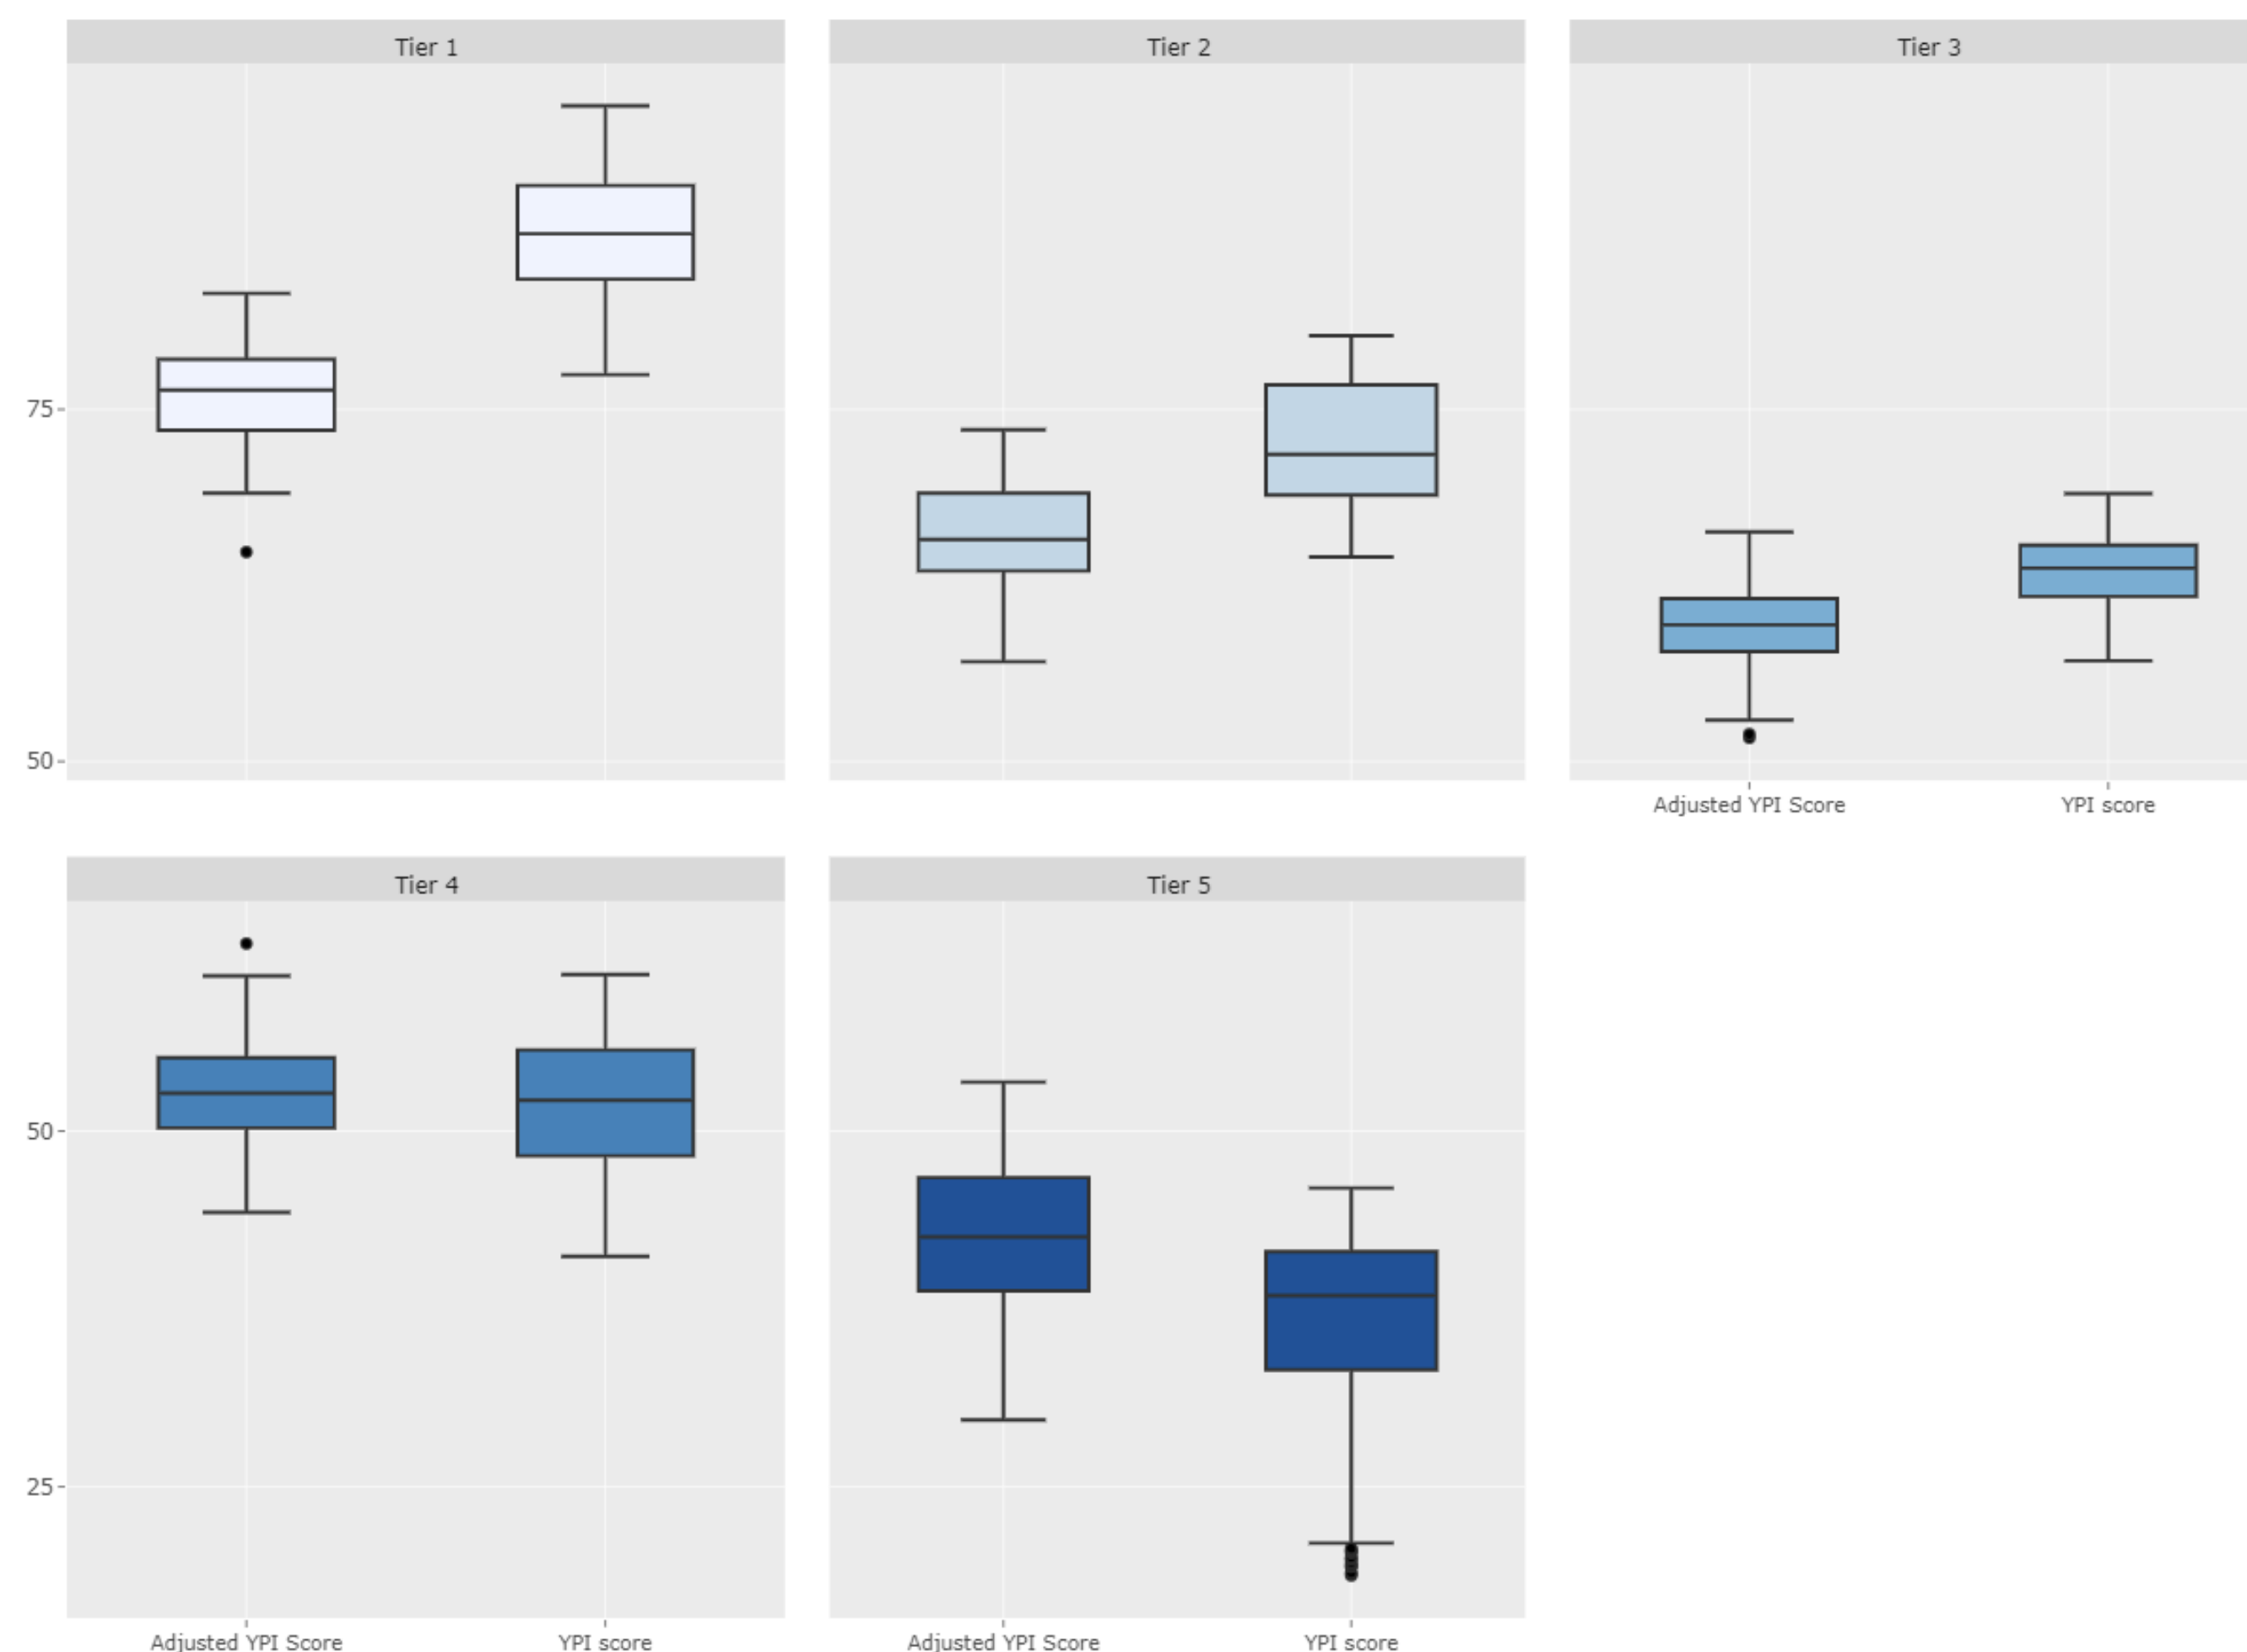 Tier 1
Tier 2
Tier 3
75
50
Adjusted YPI Score
YPI score
Tier 4
Tier 5
50
25
Adjusted YPI Score
YPI score
Adjusted YPI Score
YPI score